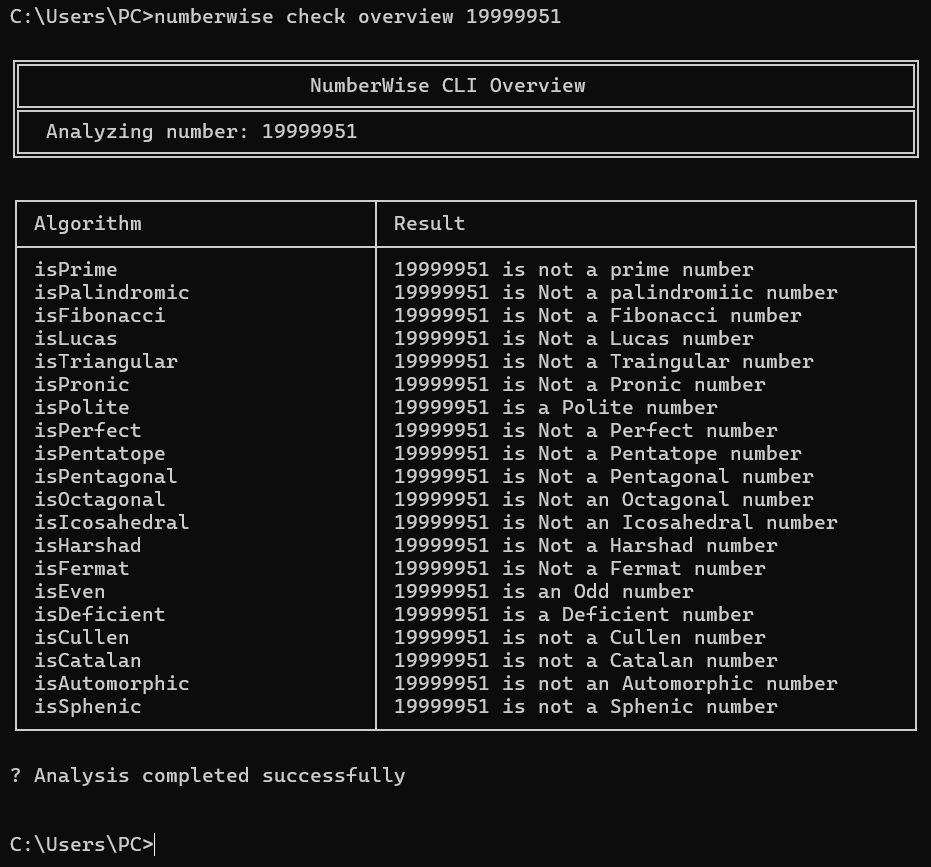 C:\Users\PC>numberwise check overview 19999951
NumberWise CLI Overview
Analyzing number: 19999951
Algorithm Result
isPrime 19999951 is not a prime number
isPalindromic 19999951 is Not a palindromiic number
isFibonacci 19999951 is Not a Fibonacci number
isLucas 19999951 is Not a Lucas number
isTriangular 19999951 is Not a Traingular number
isPronic 19999951 is Not a Pronic number
isPolite 19999951 is a Polite number
isPerfect 19999951 is Not a Perfect number
isPentatope 19999951 is Not a Pentatope number
isPentagonal 19999951 is Not a Pentagonal number
isOctagonal 19999951 is Not an Octagonal number
isIcosahedral 19999951 is Not an Icosahedral number
isHarshad 19999951 is Not a Harshad number
isFermat 19999951 is Not a Fermat number
isEven 19999951 is an Odd number
isDeficient 19999951 is a Deficient number
isCullen 19999951 is not a Cullen number
isCatalan 19999951 is not a Catalan number
isAutomorphic 19999951 is not an Automorphic number
isSphenic 19999951 is not a Sphenic number
? Analysis completed successfully
C:\Users\PC>